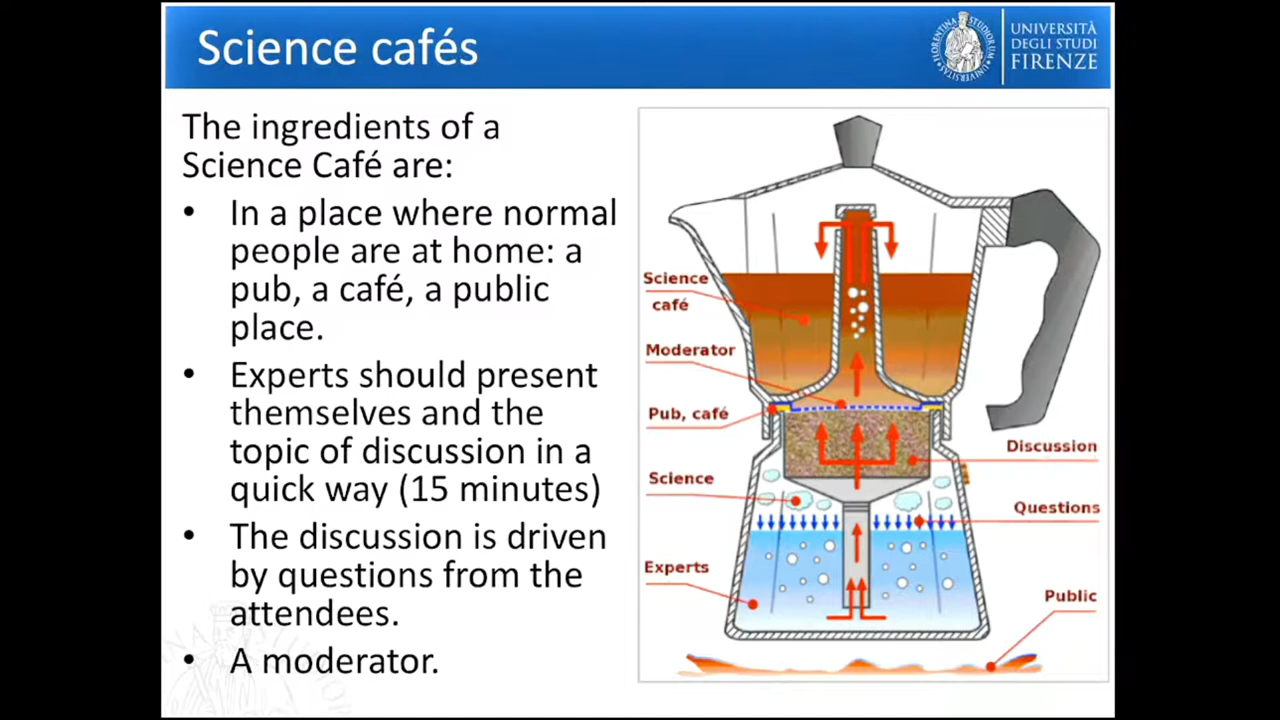 Science cafés
UNIVERSITÀ
DEGLI STUDI
FIRENZE
The ingredients of a
Science Café are:
• In a place where normal
people are at home: a
pub, a café, a public
place.
• Experts should present
themselves and the
topic of discussion in a
quick way (15 minutes)
• The discussion is driven
by questions from the
attendees.
• A moderator.
Science
café
Moderator
Pub, café
Science
Experts
Discussion
Questions
Public